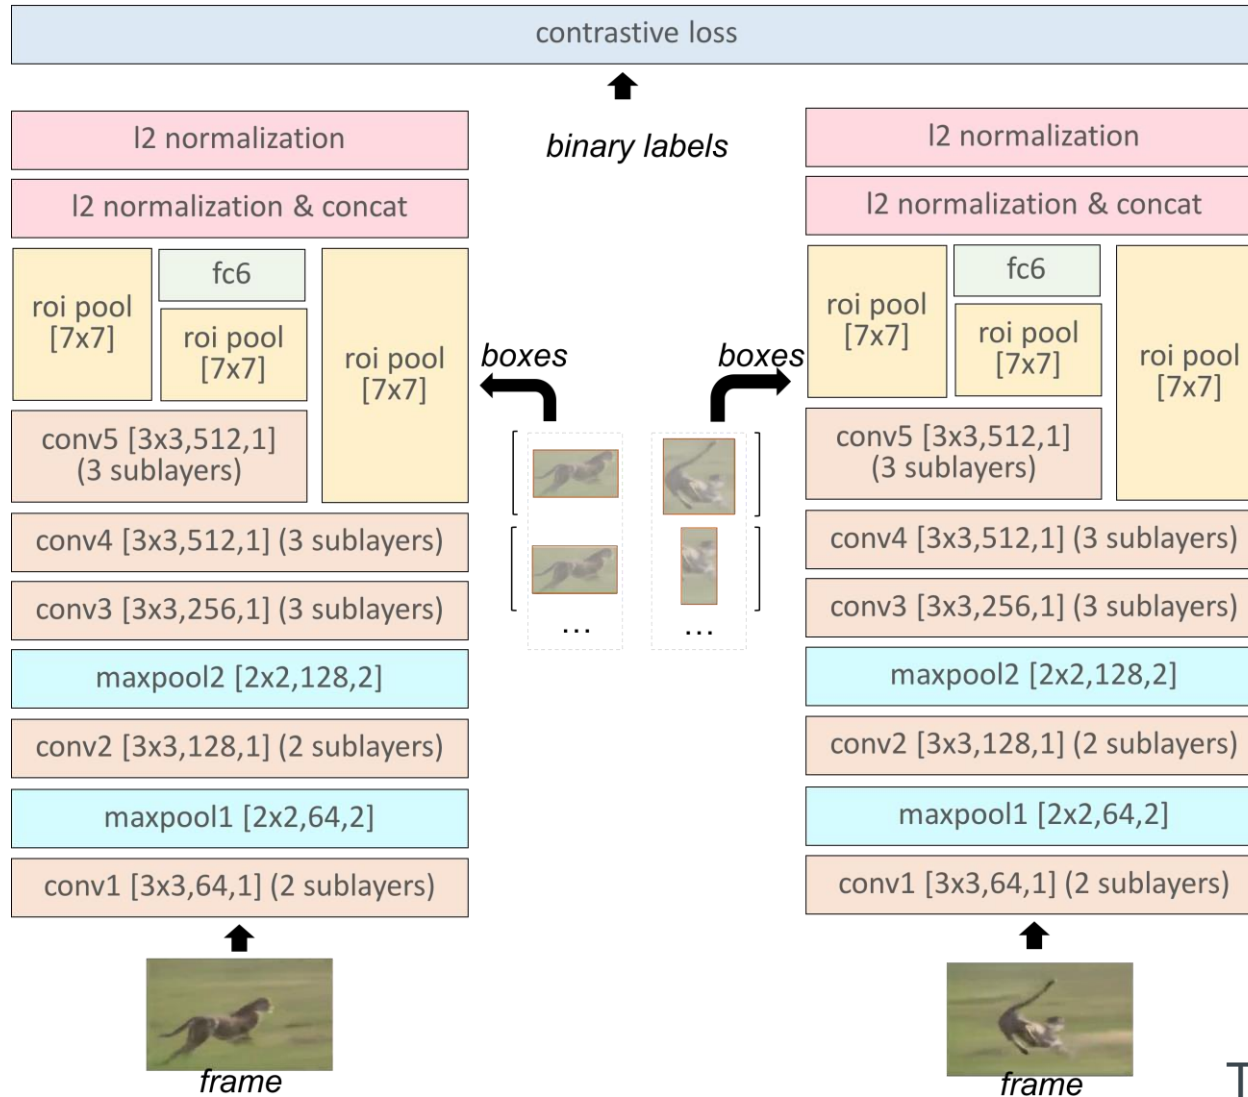 contrastive loss
binary labels
l2 normalization
l2 normalization & concat
roi pool
[7x7]
fc6
roi pool
[7x7]
roi pool
[7x7]
conv5 [3x3,512,1]
(3 sublayers)
conv4 [3x3,512,1] (3 sublayers)
conv3 [3x3,256,1] (3 sublayers)
maxpool2 [2x2,128,2]
conv2 [3x3,128,1] (2 sublayers)
maxpool1 [2x2,64,2]
conv1 [3x3,64,1] (2 sublayers)
frame
boxes
boxes
...
...
l2 normalization
l2 normalization & concat
roi pool
[7x7]
fc6
roi pool
[7x7]
roi pool
[7x7]
conv5 [3x3,512,1]
(3 sublayers)
conv4 [3x3,512,1] (3 sublayers)
conv3 [3x3,256,1] (3 sublayers)
maxpool2 [2x2,128,2]
conv2 [3x3,128,1] (2 sublayers)
maxpool1 [2x2,64,2]
conv1 [3x3,64,1] (2 sublayers)
frame
T